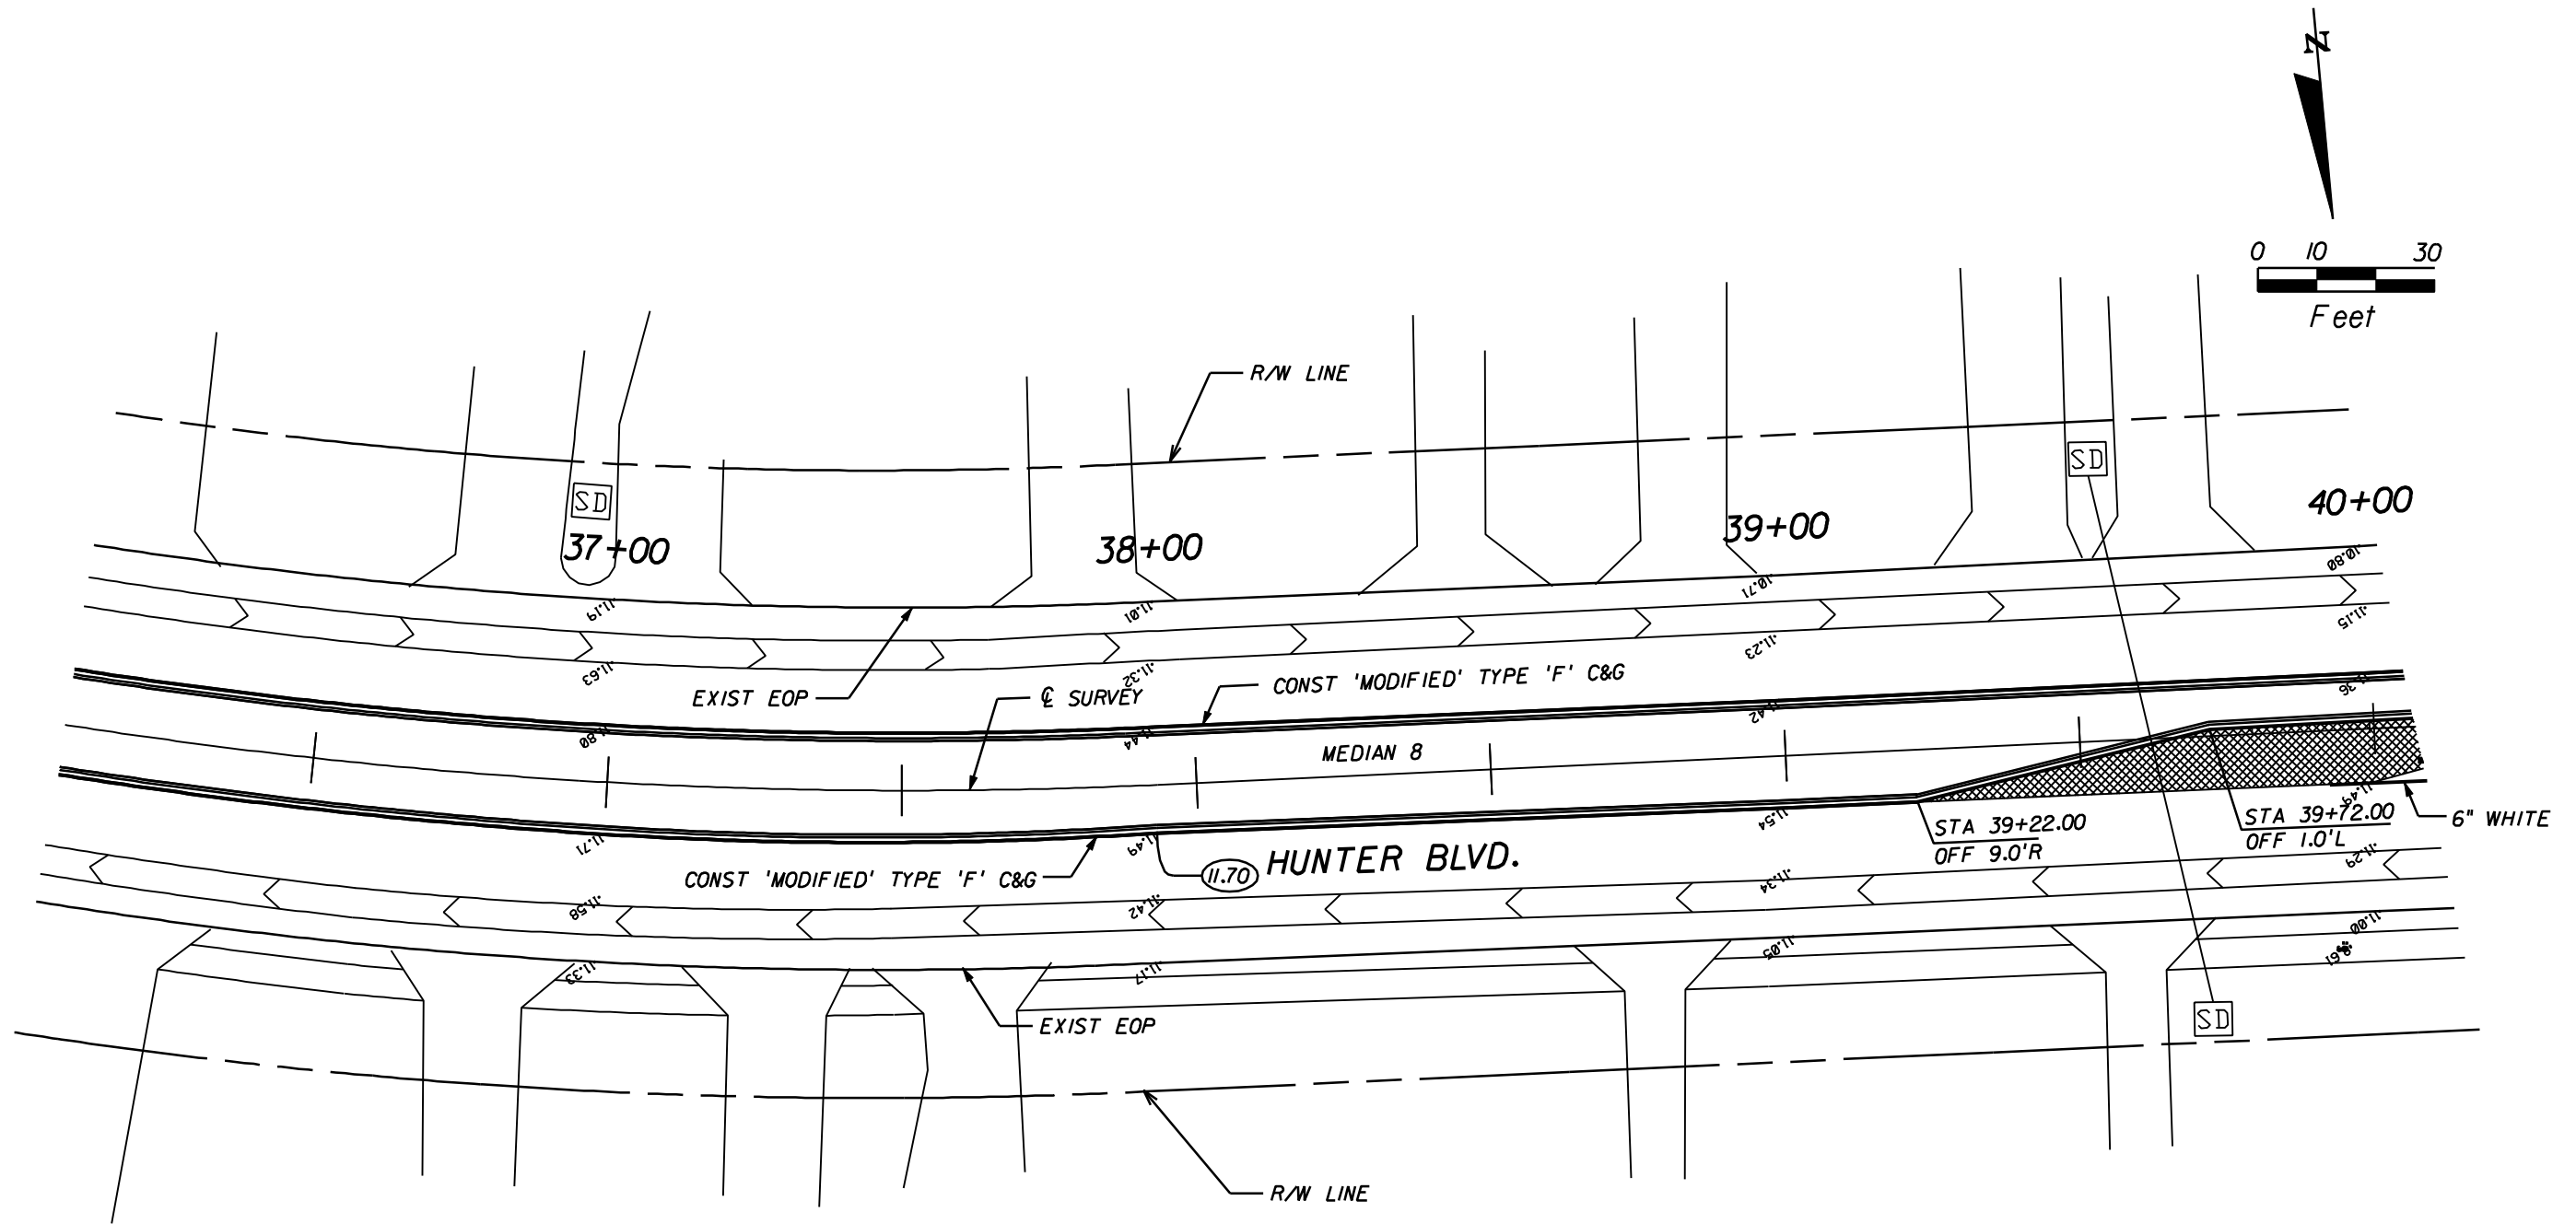 N
0 10 30
Feet
R/W LINE
SD
SD
37+00
38+00
39+00
40+00
11.19
11.01
10.71
10.80
11.63
11.32
11.23
11.15
EXIST EOP
℄ SURVEY
CONST 'MODIFIED' TYPE 'F' C&G
11.80
11.44
11.42
11.36
MEDIAN 8
11.71
11.49
11.54
11.49
STA 39+22.00
OFF 9.0'R
STA 39+72.00
OFF 1.0'L
6" WHITE
CONST 'MODIFIED' TYPE 'F' C&G
11.70
HUNTER BLVD.
11.58
11.42
11.34
11.29
11.33
11.17
11.05
11.00
EXIST EOP
SD
R/W LINE